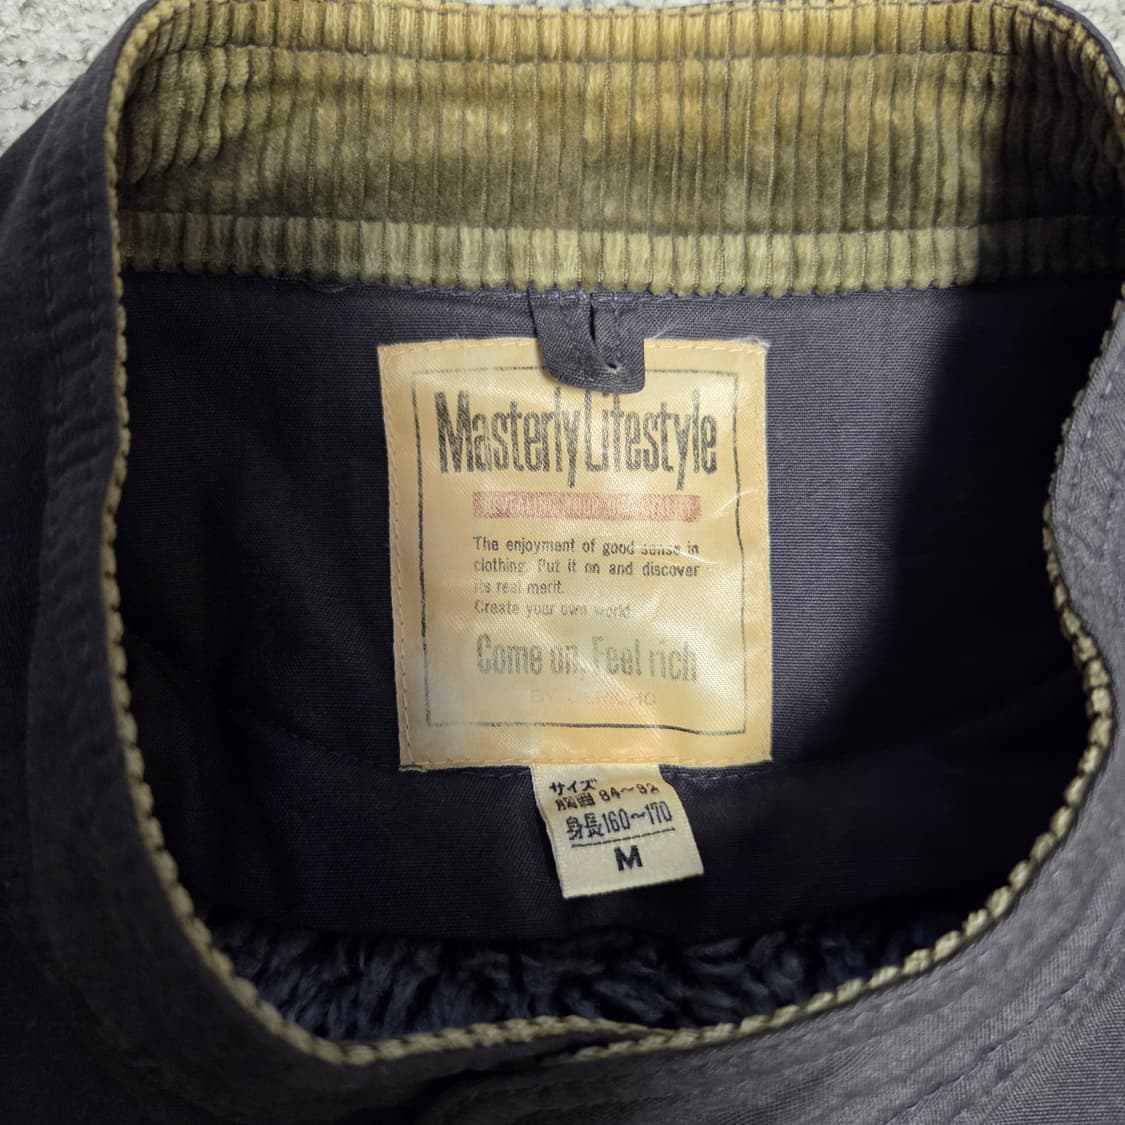 Masterly Lifestyle
The enjoyment of good sense in
clothing. Put it on and discover
its real merit.
Create your own world
Come on, Feel rich
サイズ
胸囲 84～92
身長160～170
M